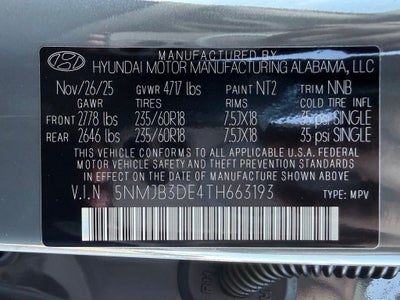 MANUFACTURED BY
HYUNDAI MOTOR MANUFACTURING ALABAMA, LLC
Nov/26/25 GVWR 4717 lbs PAINT NT2 TRIM NNB
GAWR TIRES RIMS COLD TIRE INFL
FRONT 2778 lbs 235/60R18 7.5JX18 35 psi SINGLE
REAR 2646 lbs 235/60R18 7.5JX18 35 psi SINGLE
THIS VEHICLE CONFORMS TO ALL APPLICABLE U.S.A. FEDERAL
MOTOR VEHICLE SAFETY AND THEFT PREVENTION STANDARDS
IN EFFECT ON THE DATE OF MANUFACTURE SHOWN ABOVE.
V.I.N 5NMJB3DE4TH663193 TYPE: MPV